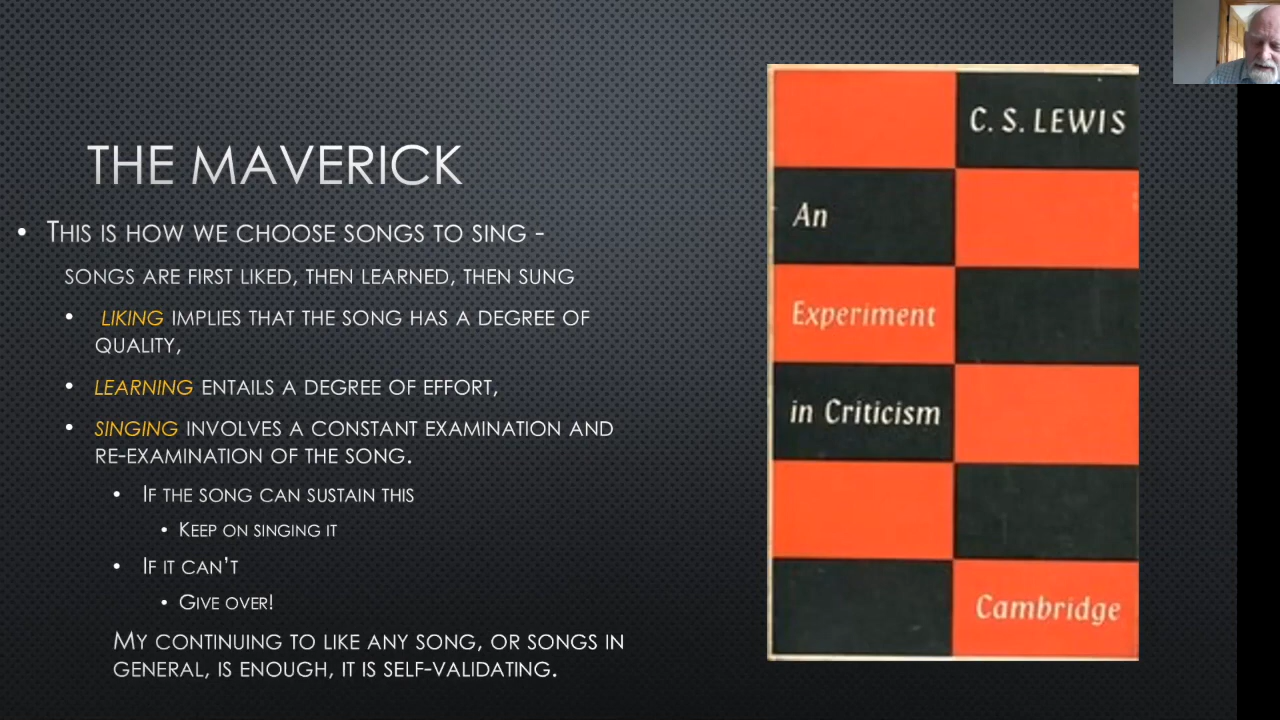 THE MAVERICK
• THIS IS HOW WE CHOOSE SONGS TO SING -
SONGS ARE FIRST LIKED, THEN LEARNED, THEN SUNG
• LIKING IMPLIES THAT THE SONG HAS A DEGREE OF
QUALITY,
• LEARNING ENTAILS A DEGREE OF EFFORT,
• SINGING INVOLVES A CONSTANT EXAMINATION AND
RE-EXAMINATION OF THE SONG.
• IF THE SONG CAN SUSTAIN THIS
• KEEP ON SINGING IT
• IF IT CAN'T
• GIVE OVER!
MY CONTINUING TO LIKE ANY SONG, OR SONGS IN
GENERAL, IS ENOUGH, IT IS SELF-VALIDATING.
C. S. LEWIS
An
Experiment
in Criticism
Cambridge